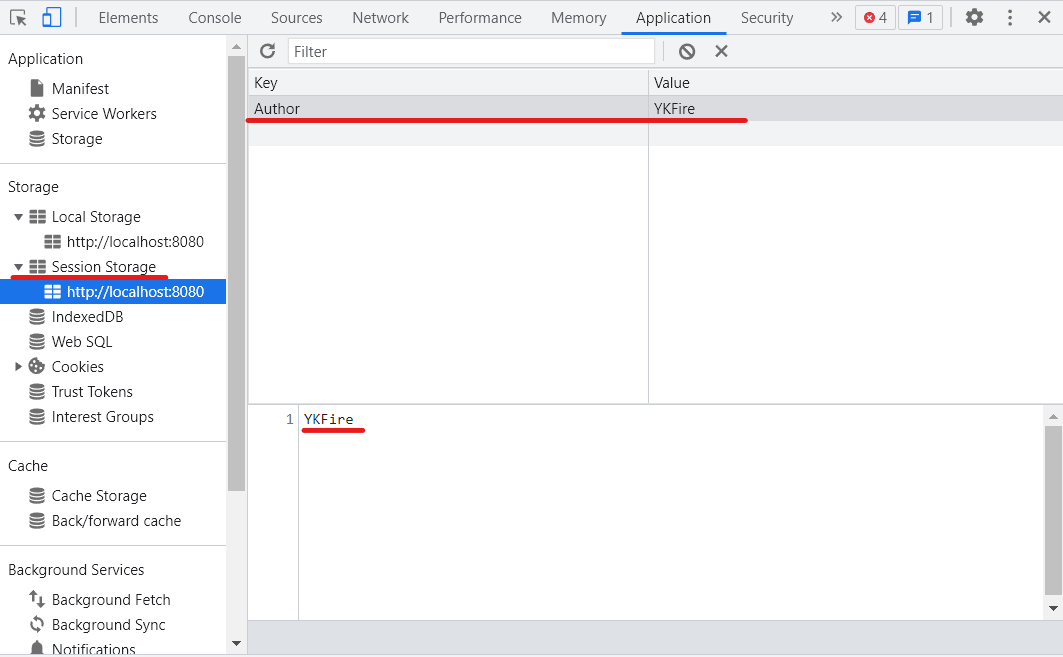 Elements Console Sources Network Performance Memory Application Security 4 1
Application
Manifest
Service Workers
Storage
Storage
Local Storage
http://localhost:8080
Session Storage
http://localhost:8080
IndexedDB
Web SQL
Cookies
Trust Tokens
Interest Groups
Cache
Cache Storage
Back/forward cache
Background Services
Background Fetch
Background Sync
Notifications
Filter
Key Value
Author YKFire
1 YKFire